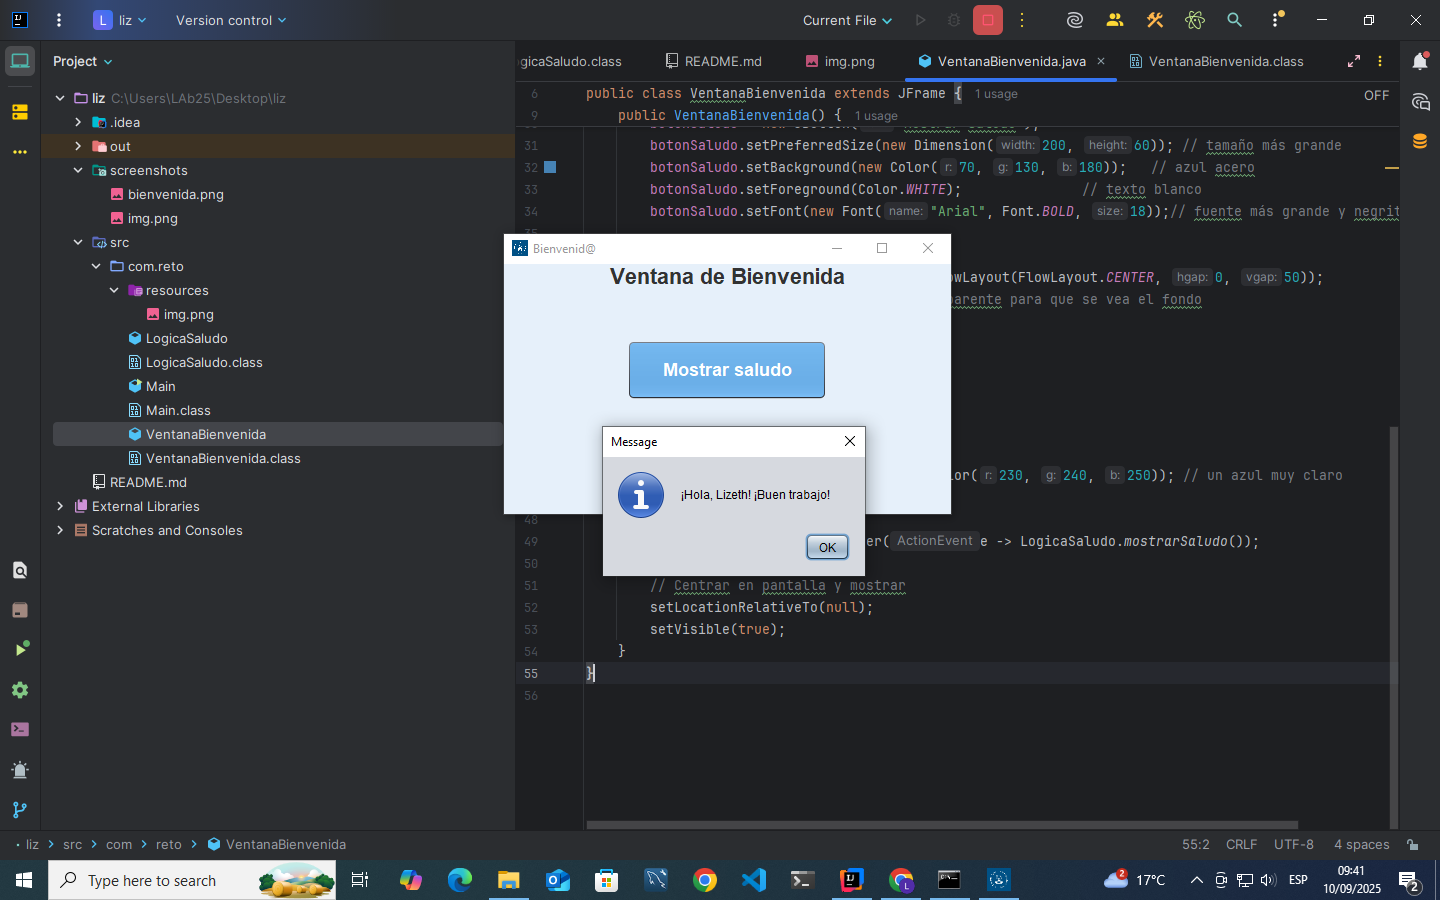 L liz Version control Current File
Project
liz C:\Users\LAb25\Desktop\liz
.idea
out
screenshots
bienvenida.png
img.png
src
com.reto
resources
img.png
LogicaSaludo
LogicaSaludo.class
Main
Main.class
VentanaBienvenida
VentanaBienvenida.class
README.md
External Libraries
Scratches and Consoles
ogicaSaludo.class README.md img.png VentanaBienvenida.java VentanaBienvenida.class
OFF
6 public class VentanaBienvenida extends JFrame { 1 usage
9 public VentanaBienvenida() { 1 usage
31 botonSaludo.setPreferredSize(new Dimension( width: 200, height: 60)); // tamaño más grande
32 botonSaludo.setBackground(new Color( r: 70, g: 130, b: 180)); // azul acero
33 botonSaludo.setForeground(Color.WHITE); // texto blanco
34 botonSaludo.setFont(new Font( name: "Arial", Font.BOLD, size: 18));// fuente más grande y negrit
owLayout(FlowLayout.CENTER, hgap: 0, vgap: 50));
parente para que se vea el fondo
lor( r: 230, g: 240, b: 250)); // un azul muy claro
48
49 er( ActionEvent e -> LogicaSaludo.mostrarSaludo());
50
51 // Centrar en pantalla y mostrar
52 setLocationRelativeTo(null);
53 setVisible(true);
54 }
55 }
56
Bienvenid@
Ventana de Bienvenida
Mostrar saludo
Message
¡Hola, Lizeth! ¡Buen trabajo!
OK
liz > src > com > reto > VentanaBienvenida
55:2 CRLF UTF-8 4 spaces
Type here to search
2 17°C ESP 09:41
10/09/2025 2